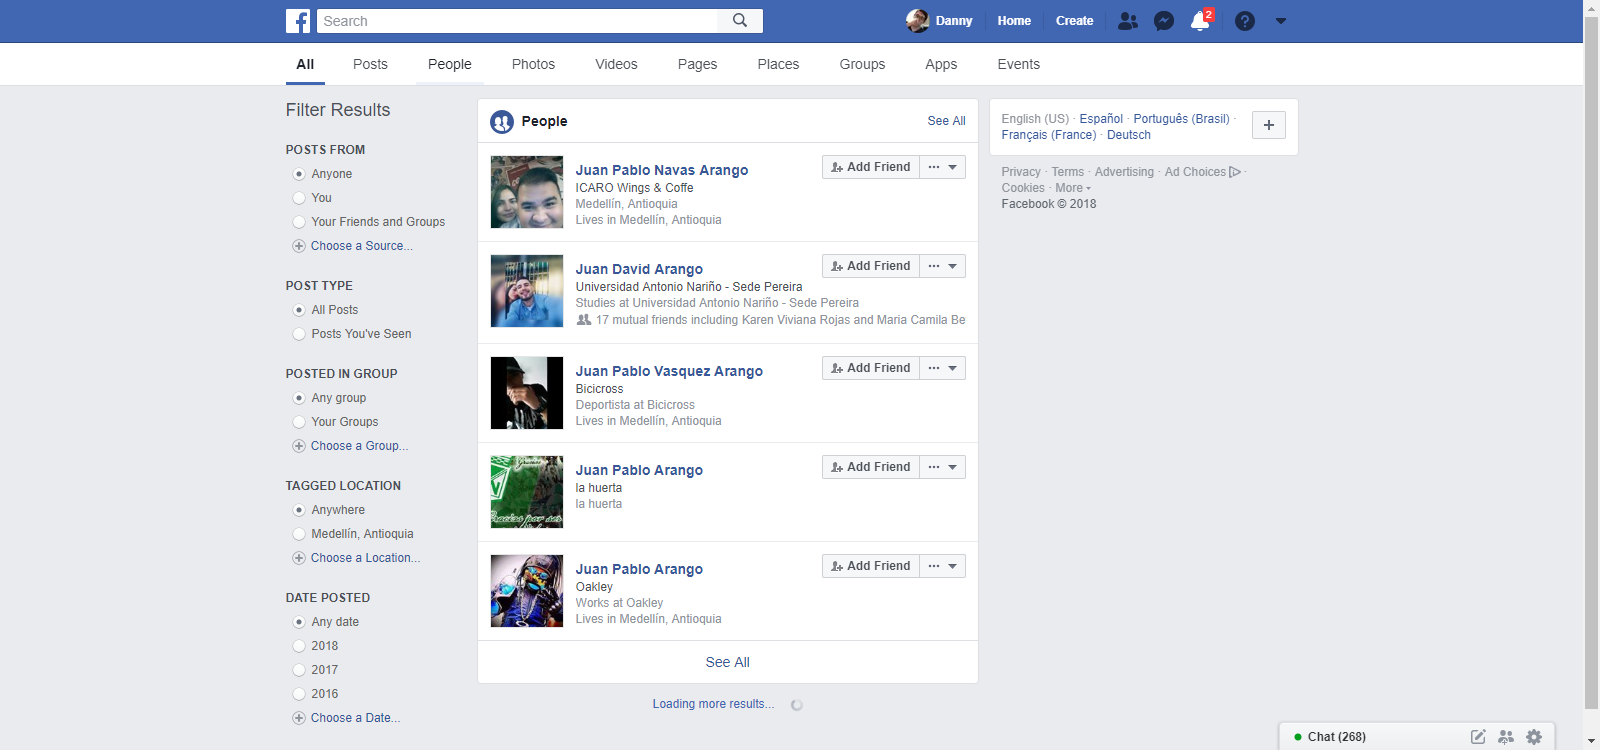 Search
Danny
Home
Create
2
All
Posts
People
Photos
Videos
Pages
Places
Groups
Apps
Events
Filter Results
POSTS FROM
Anyone
You
Your Friends and Groups
Choose a Source...
POST TYPE
All Posts
Posts You've Seen
POSTED IN GROUP
Any group
Your Groups
Choose a Group...
TAGGED LOCATION
Anywhere
Medellín, Antioquia
Choose a Location...
DATE POSTED
Any date
2018
2017
2016
Choose a Date...
People
See All
Juan Pablo Navas Arango
ICARO Wings & Coffe
Medellín, Antioquia
Lives in Medellín, Antioquia
Add Friend
Juan David Arango
Universidad Antonio Nariño - Sede Pereira
Studies at Universidad Antonio Nariño - Sede Pereira
17 mutual friends including Karen Viviana Rojas and Maria Camila Be
Add Friend
Juan Pablo Vasquez Arango
Bicicross
Deportista at Bicicross
Lives in Medellín, Antioquia
Add Friend
Juan Pablo Arango
la huerta
la huerta
Add Friend
Gracias por ser
Juan Pablo Arango
Oakley
Works at Oakley
Lives in Medellín, Antioquia
Add Friend
See All
Loading more results...
English (US) · Español · Português (Brasil) ·
Français (France) · Deutsch
Privacy · Terms · Advertising · Ad Choices ·
Cookies · More
Facebook © 2018
Chat (268)